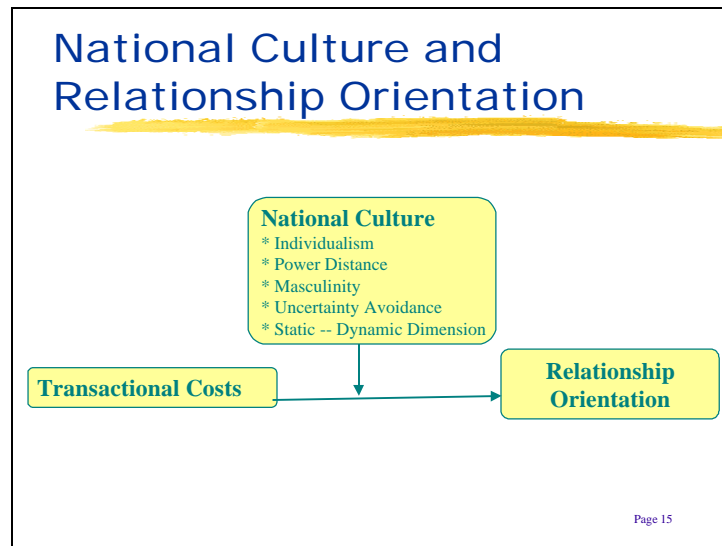 National Culture and
Relationship Orientation
National Culture
* Individualism
* Power Distance
* Masculinity
* Uncertainty Avoidance
* Static -- Dynamic Dimension
Transactional Costs
Relationship
Orientation
Page 15